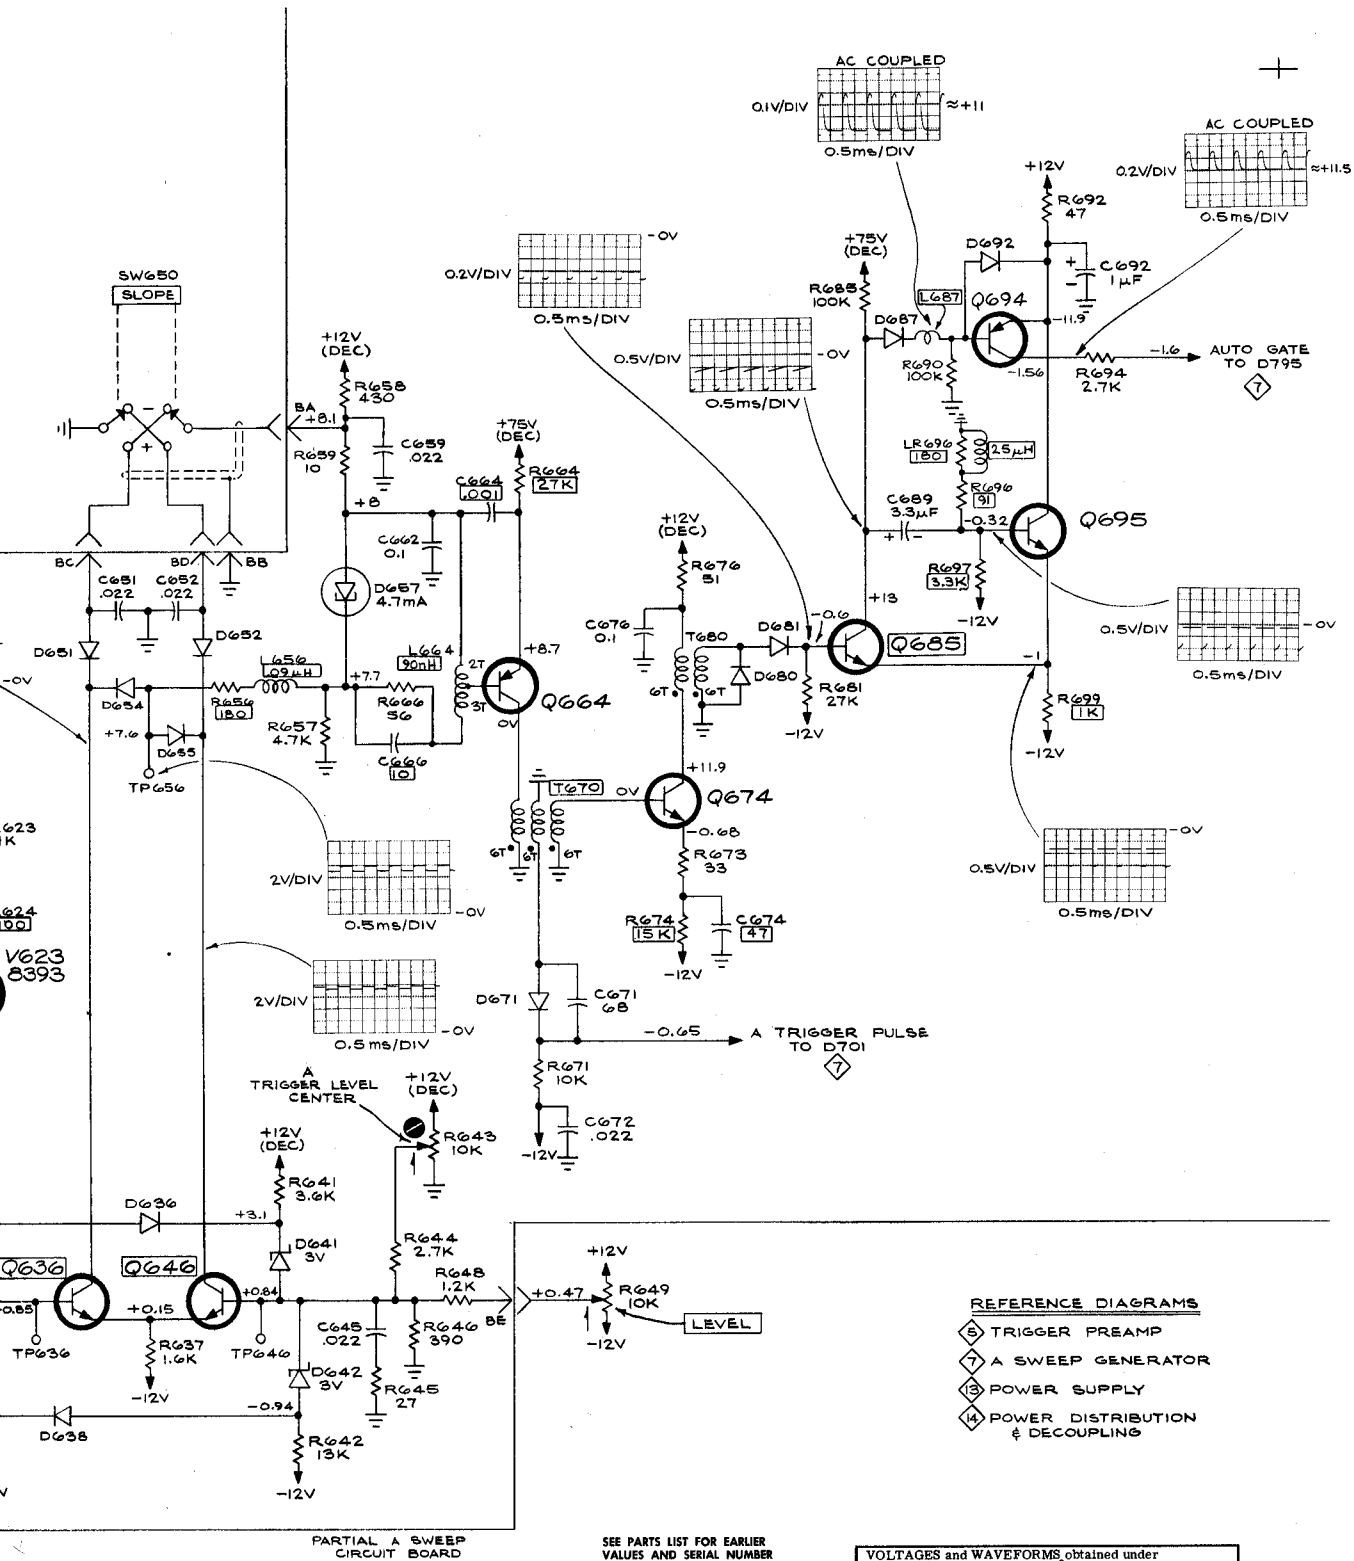 AC COUPLED
0.1V/DIV
≈+11
0.5ms/DIV
AC COUPLED
0.2V/DIV
≈+11.5
0.5ms/DIV
+12V
R692
47
-0V
0.2V/DIV
0.5ms/DIV
+75V
(DEC)
R685
100K
D692
+
-
C692
1μF
SW650
SLOPE
L687
Q694
-11.9
D687
-0V
0.5V/DIV
0.5ms/DIV
R690
100K
-1.56
R694
2.7K
-1.6
AUTO GATE
TO D795
7
+12V
(DEC)
R658
430
-
+
BA
+8.1
R659
10
C659
.022
+75V
(DEC)
R664
27K
C664
.001
+8
LR696
180
25μH
R696
91
C689
3.3μF
+
-
-0.32
Q695
C662
0.1
+12V
(DEC)
R676
51
R697
3.3K
-12V
BC
BD
BB
C651
.022
C652
.022
D657
4.7mA
+13
C676
0.1
T680
D681
-0.6
Q685
0.5V/DIV
-0V
0.5ms/DIV
D651
D652
L656
.09μH
L664
90nH
2T
+8.7
D680
-1
-0V
D654
R656
180
+7.7
R666
56
3T
Q664
0V
6T
6T
R681
27K
-12V
R699
1K
-12V
+7.6
D655
R657
4.7K
C666
10
TP656
+11.9
T670
0V
Q674
-0.68
R673
33
6T
6T
6T
623
1K
2V/DIV
-0V
0.5ms/DIV
-0V
0.5V/DIV
0.5ms/DIV
624
100
V623
8393
R674
15K
C674
47
-12V
2V/DIV
-0V
0.5ms/DIV
D671
C671
68
-0.65
A TRIGGER PULSE
TO D701
7
R671
10K
A
TRIGGER LEVEL
CENTER
+12V
(DEC)
R643
10K
C672
.022
-12V
+12V
(DEC)
R641
3.6K
D636
+3.1
D641
3V
R644
2.7K
Q636
Q646
+0.84
R648
1.2K
BE
+0.47
+12V
R649
10K
-12V
LEVEL
+0.85
+0.15
TP636
R637
1.6K
-12V
TP646
C645
.022
R646
390
D642
3V
R645
27
-0.94
D638
R642
13K
-12V
REFERENCE DIAGRAMS
5 TRIGGER PREAMP
7 A SWEEP GENERATOR
13 POWER SUPPLY
14 POWER DISTRIBUTION
& DECOUPLING
V
PARTIAL A SWEEP
CIRCUIT BOARD
SEE PARTS LIST FOR EARLIER
VALUES AND SERIAL NUMBER
VOLTAGES and WAVEFORMS obtained under